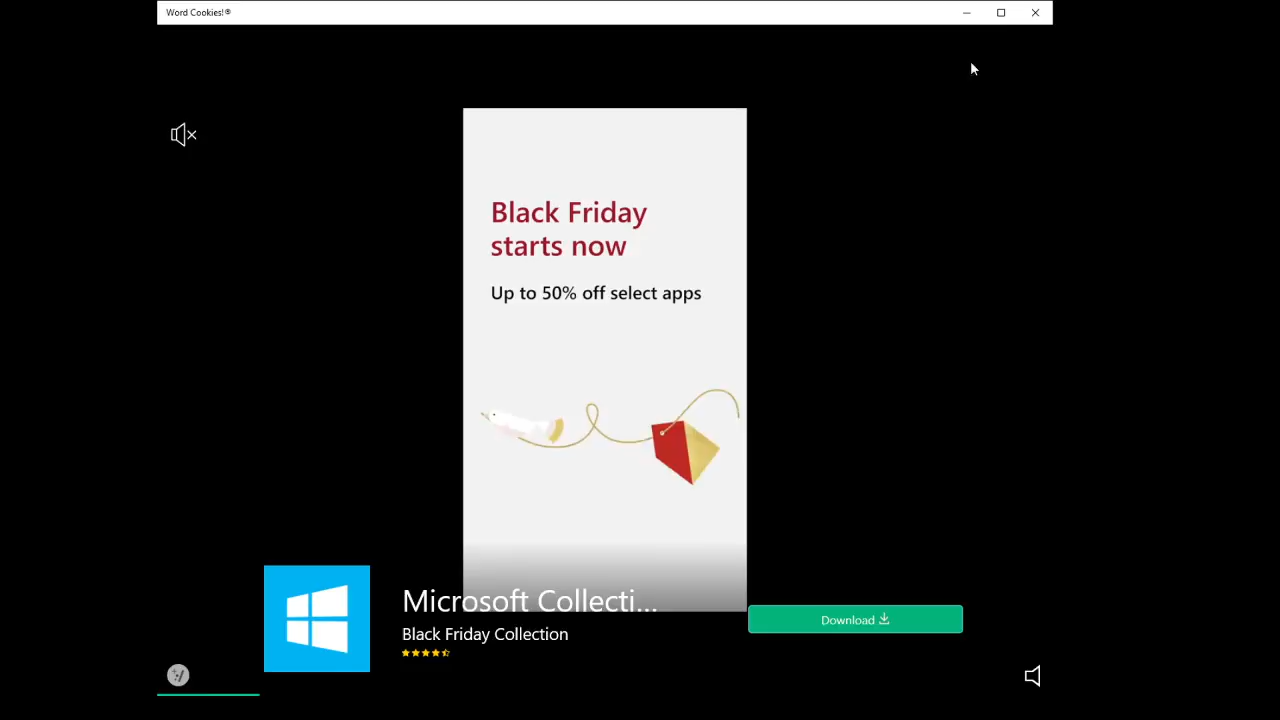 Word Cookies!®
Black Friday
starts now
Up to 50% off select apps
Microsoft Collecti...
Black Friday Collection
Download